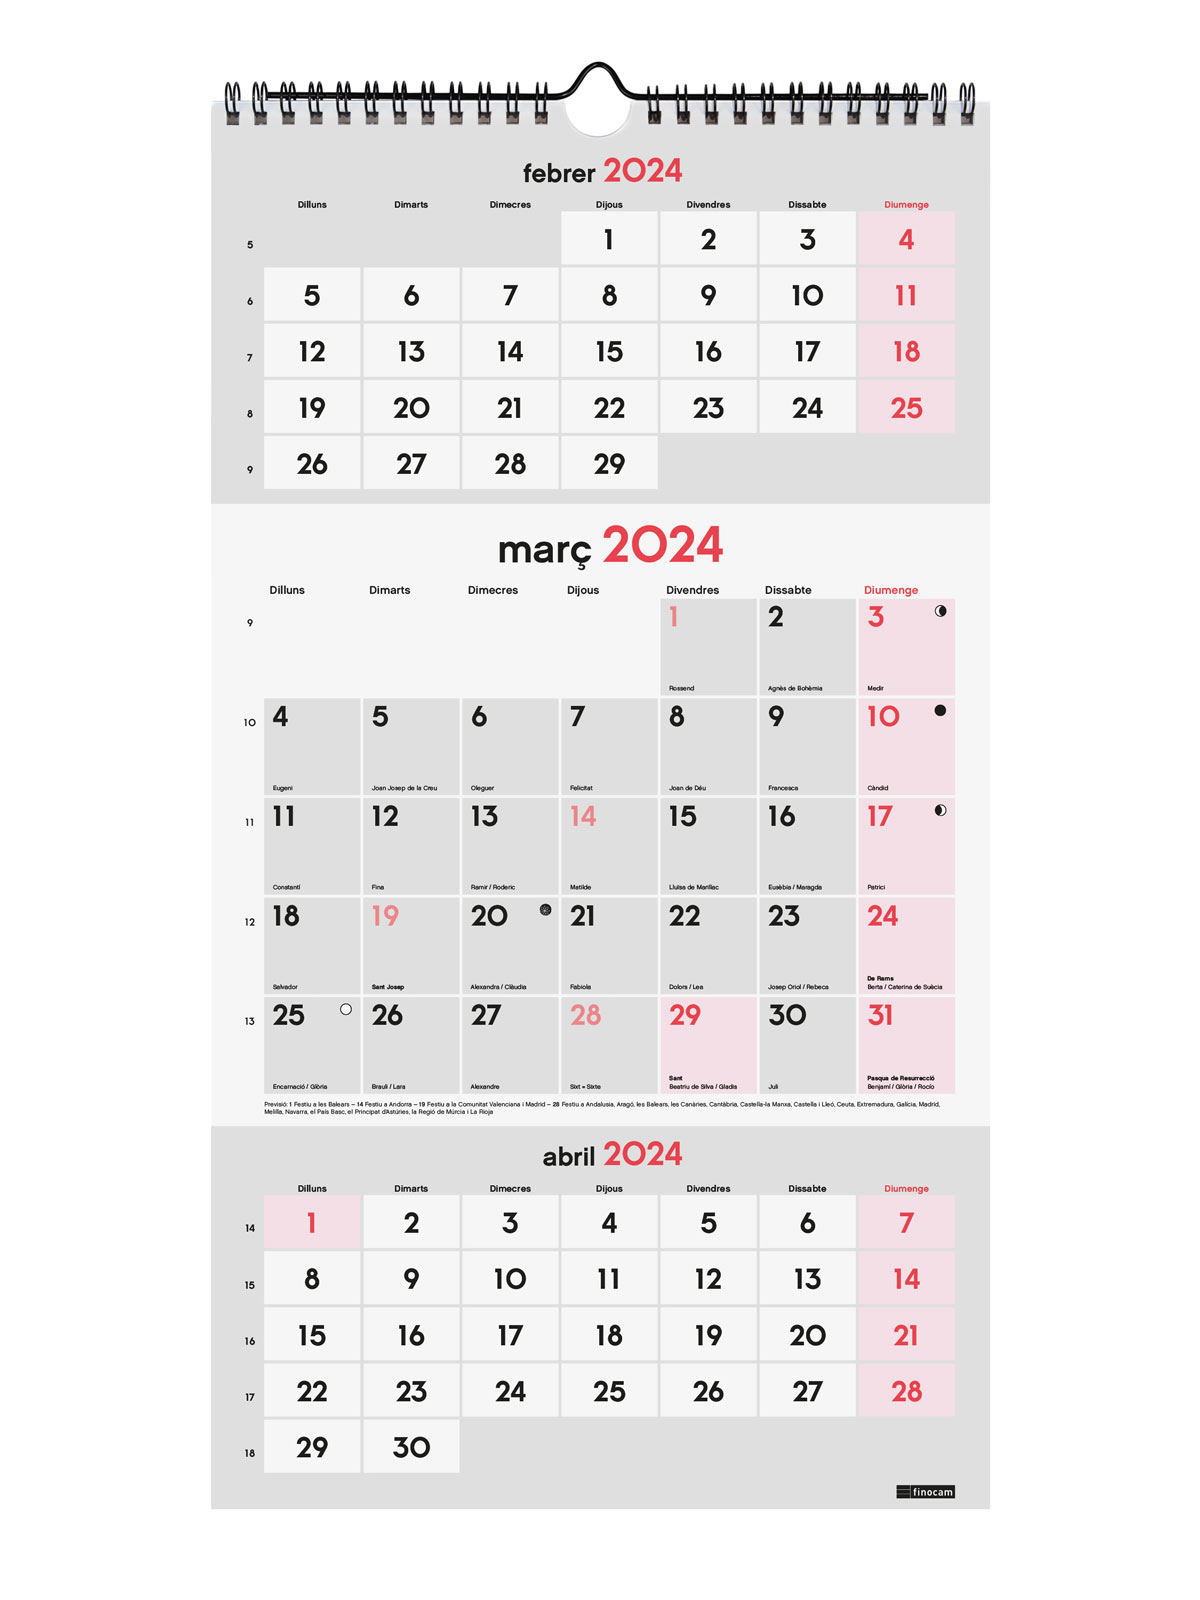 febrer 2024
Dilluns Dimarts Dimecres Dijous Divendres Dissabte Diumenge
5 1 2 3 4
6 5 6 7 8 9 10 11
7 12 13 14 15 16 17 18
8 19 20 21 22 23 24 25
9 26 27 28 29
març 2024
Dilluns Dimarts Dimecres Dijous Divendres Dissabte Diumenge
9 1 2 3
Rossend Agnès de Bohèmia Medir
10 4 5 6 7 8 9 10
Eugeni Joan Josep de la Creu Oleguer Felicitat Joan de Déu Francesca Càndid
11 11 12 13 14 15 16 17
Constantí Fina Ramir / Roderic Matilde Lluïsa de Marillac Eusèbia / Maragda Patrici
12 18 19 20 21 22 23 24
De Rams
Salvador Sant Josep Alexandra / Clàudia Fabiola Dolors / Lea Josep Oriol / Rebeca Berta / Caterina de Suècia
13 25 26 27 28 29 30 31
Sant Pasqua de Resurrecció
Encarnació / Glòria Brauli / Lara Alexandre Sixt = Sixte Beatriu de Silva / Gladis Juli Benjamí / Glòria / Rocío
Previsió: 1 Festiu a les Balears – 14 Festiu a Andorra – 19 Festiu a la Comunitat Valenciana i Madrid – 28 Festiu a Andalusia, Aragó, les Balears, les Canàries, Cantàbria, Castella-la Manxa, Castella i Lleó, Ceuta, Extremadura, Galícia, Madrid,
Melilla, Navarra, el País Basc, el Principat d'Astúries, la Regió de Múrcia i La Rioja
abril 2024
Dilluns Dimarts Dimecres Dijous Divendres Dissabte Diumenge
14 1 2 3 4 5 6 7
15 8 9 10 11 12 13 14
16 15 16 17 18 19 20 21
17 22 23 24 25 26 27 28
18 29 30
finocam